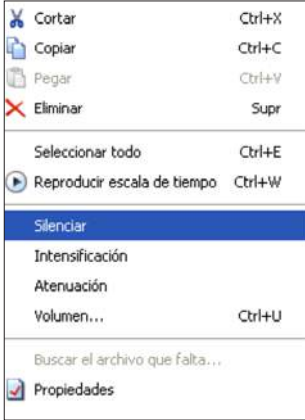 Cortar Ctrl+X
Copiar Ctrl+C
Pegar Ctrl+V
Eliminar Supr
Seleccionar todo Ctrl+E
Reproducir escala de tiempo Ctrl+W
Silenciar
Intensificación
Atenuación
Volumen... Ctrl+U
Buscar el archivo que falta...
Propiedades